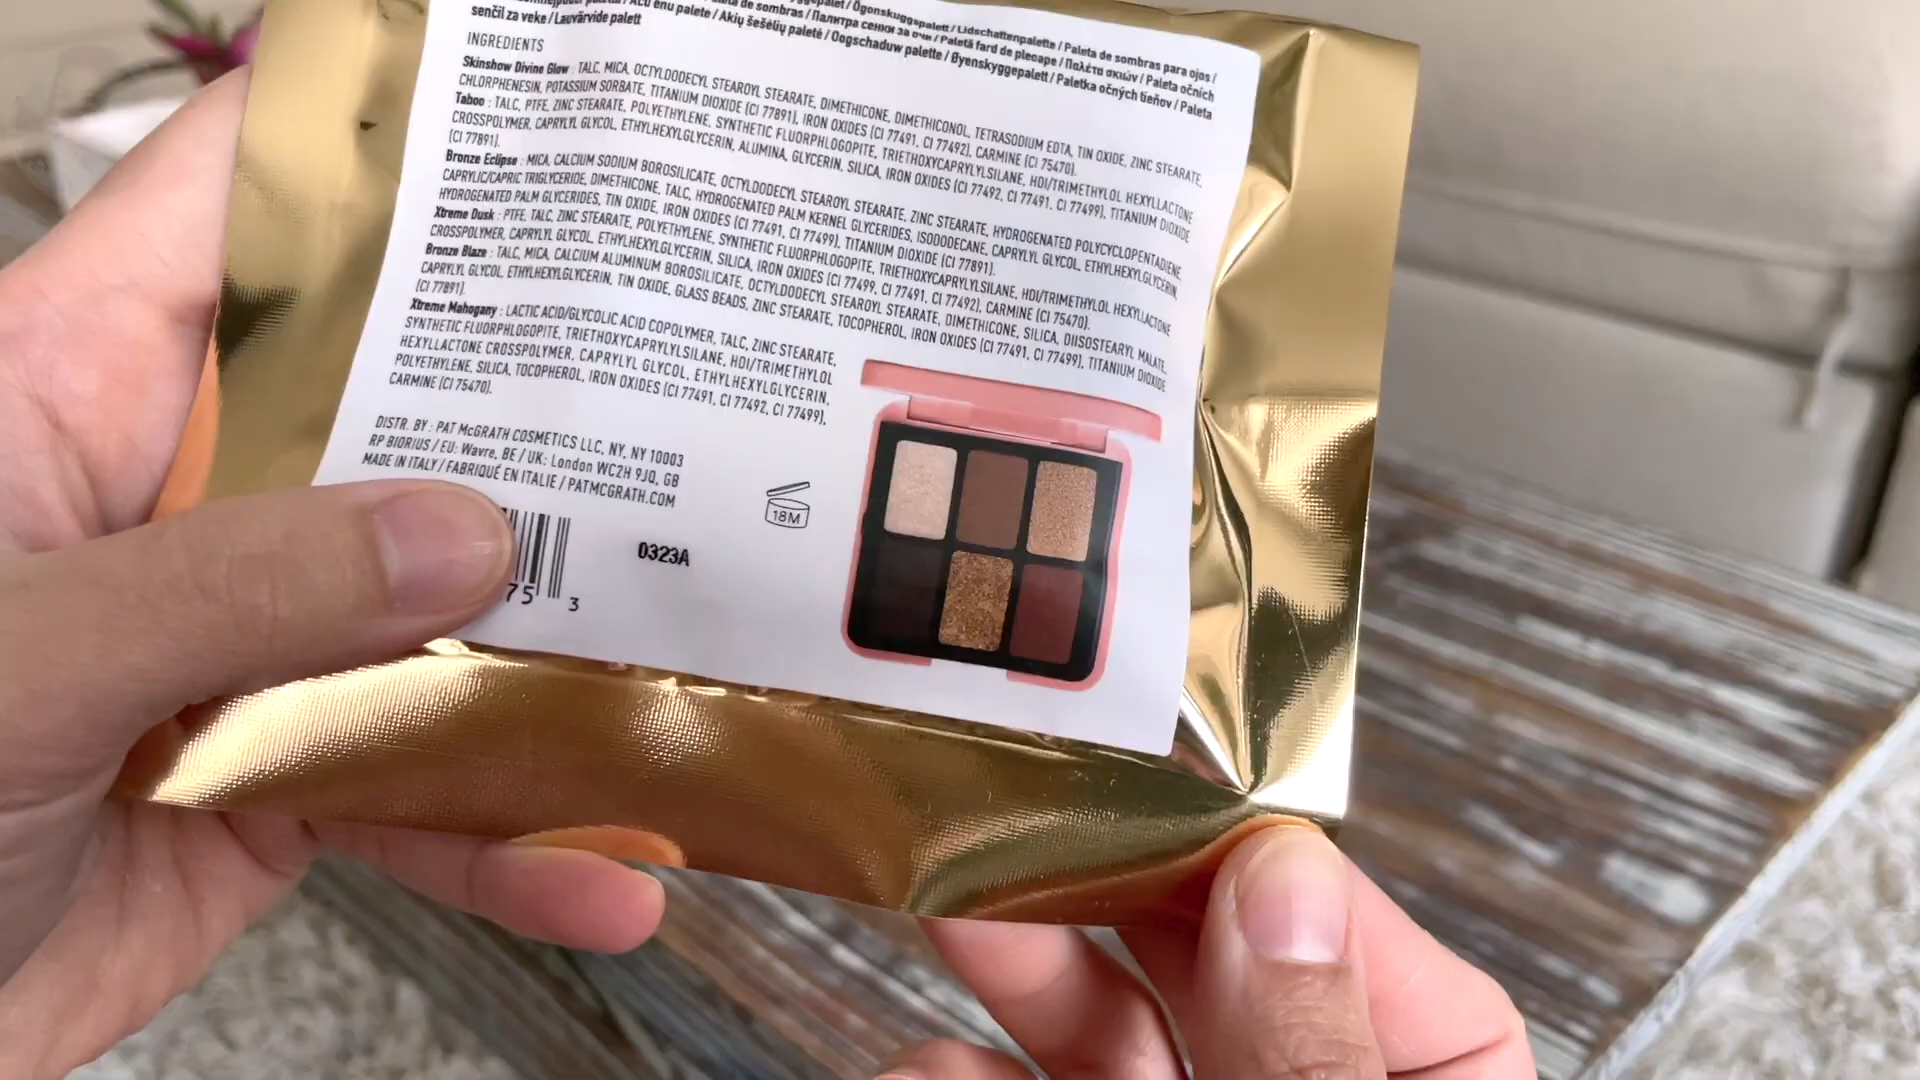 palete / Acu ēnu palete / Akių šešėlių paletė / Oogschaduw palette / Øyenskyggepalett / Paletka očných tieňov / Paleta
senčil za veke / Lauvärvide palett
INGREDIENTS
Skinshow Divine Glow : TALC, MICA, OCTYLDODECYL STEAROYL STEARATE, DIMETHICONE, DIMETHICONOL, TETRASODIUM EDTA, TIN OXIDE, ZINC STEARATE,
CHLORPHENESIN, POTASSIUM SORBATE, TITANIUM DIOXIDE (CI 77891), IRON OXIDES (CI 77491, CI 77492), CARMINE (CI 75470).
Taboo : TALC, PTFE, ZINC STEARATE, POLYETHYLENE, SYNTHETIC FLUORPHLOGOPITE, TRIETHOXYCAPRYLYLSILANE, HDI/TRIMETHYLOL HEXYLLACTONE
CROSSPOLYMER, CAPRYLYL GLYCOL, ETHYLHEXYLGLYCERIN, ALUMINA, GLYCERIN, SILICA, IRON OXIDES (CI 77492, CI 77491, CI 77499), TITANIUM DIOXIDE
(CI 77891).
Bronze Eclipse : MICA, CALCIUM SODIUM BOROSILICATE, OCTYLDODECYL STEAROYL STEARATE, ZINC STEARATE, HYDROGENATED POLYCYCLOPENTADIENE,
CAPRYLIC/CAPRIC TRIGLYCERIDE, DIMETHICONE, TALC, HYDROGENATED PALM KERNEL GLYCERIDES, ISODODECANE, CAPRYLYL GLYCOL, ETHYLHEXYLGLYCERIN,
HYDROGENATED PALM GLYCERIDES, TIN OXIDE, IRON OXIDES (CI 77491, CI 77499), TITANIUM DIOXIDE (CI 77891).
Xtreme Dusk : PTFE, TALC, ZINC STEARATE, POLYETHYLENE, SYNTHETIC FLUORPHLOGOPITE, TRIETHOXYCAPRYLYLSILANE, HDI/TRIMETHYLOL HEXYLLACTONE
CROSSPOLYMER, CAPRYLYL GLYCOL, ETHYLHEXYLGLYCERIN, SILICA, IRON OXIDES (CI 77499, CI 77491, CI 77492), CARMINE (CI 75470).
Bronze Blaze : TALC, MICA, CALCIUM ALUMINUM BOROSILICATE, OCTYLDODECYL STEAROYL STEARATE, DIMETHICONE, SILICA, DIISOSTEARYL MALATE,
CAPRYLYL GLYCOL, ETHYLHEXYLGLYCERIN, TIN OXIDE, GLASS BEADS, ZINC STEARATE, TOCOPHEROL, IRON OXIDES (CI 77491, CI 77499), TITANIUM DIOXIDE
(CI 77891).
Xtreme Mahogany : LACTIC ACID/GLYCOLIC ACID COPOLYMER, TALC, ZINC STEARATE,
SYNTHETIC FLUORPHLOGOPITE, TRIETHOXYCAPRYLYLSILANE, HDI/TRIMETHYLOL
HEXYLLACTONE CROSSPOLYMER, CAPRYLYL GLYCOL, ETHYLHEXYLGLYCERIN,
POLYETHYLENE, SILICA, TOCOPHEROL, IRON OXIDES (CI 77491, CI 77492, CI 77499),
CARMINE (CI 75470).
DISTR. BY : PAT McGRATH COSMETICS LLC, NY, NY 10003
RP BIORIUS / EU: Wavre, BE / UK: London WC2H 9JQ, GB
MADE IN ITALY / FABRIQUÉ EN ITALIE / PATMCGRATH.COM
18M
0323A
75 3